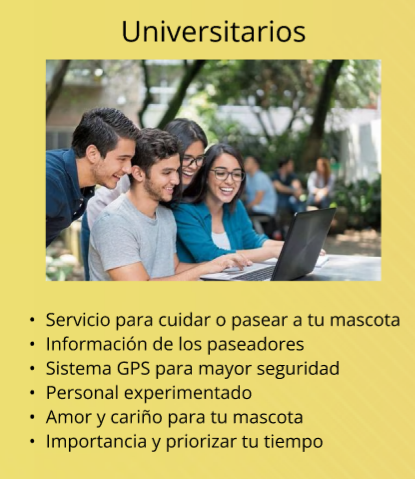 Universitarios
• Servicio para cuidar o pasear a tu mascota
• Información de los paseadores
• Sistema GPS para mayor seguridad
• Personal experimentado
• Amor y cariño para tu mascota
• Importancia y priorizar tu tiempo